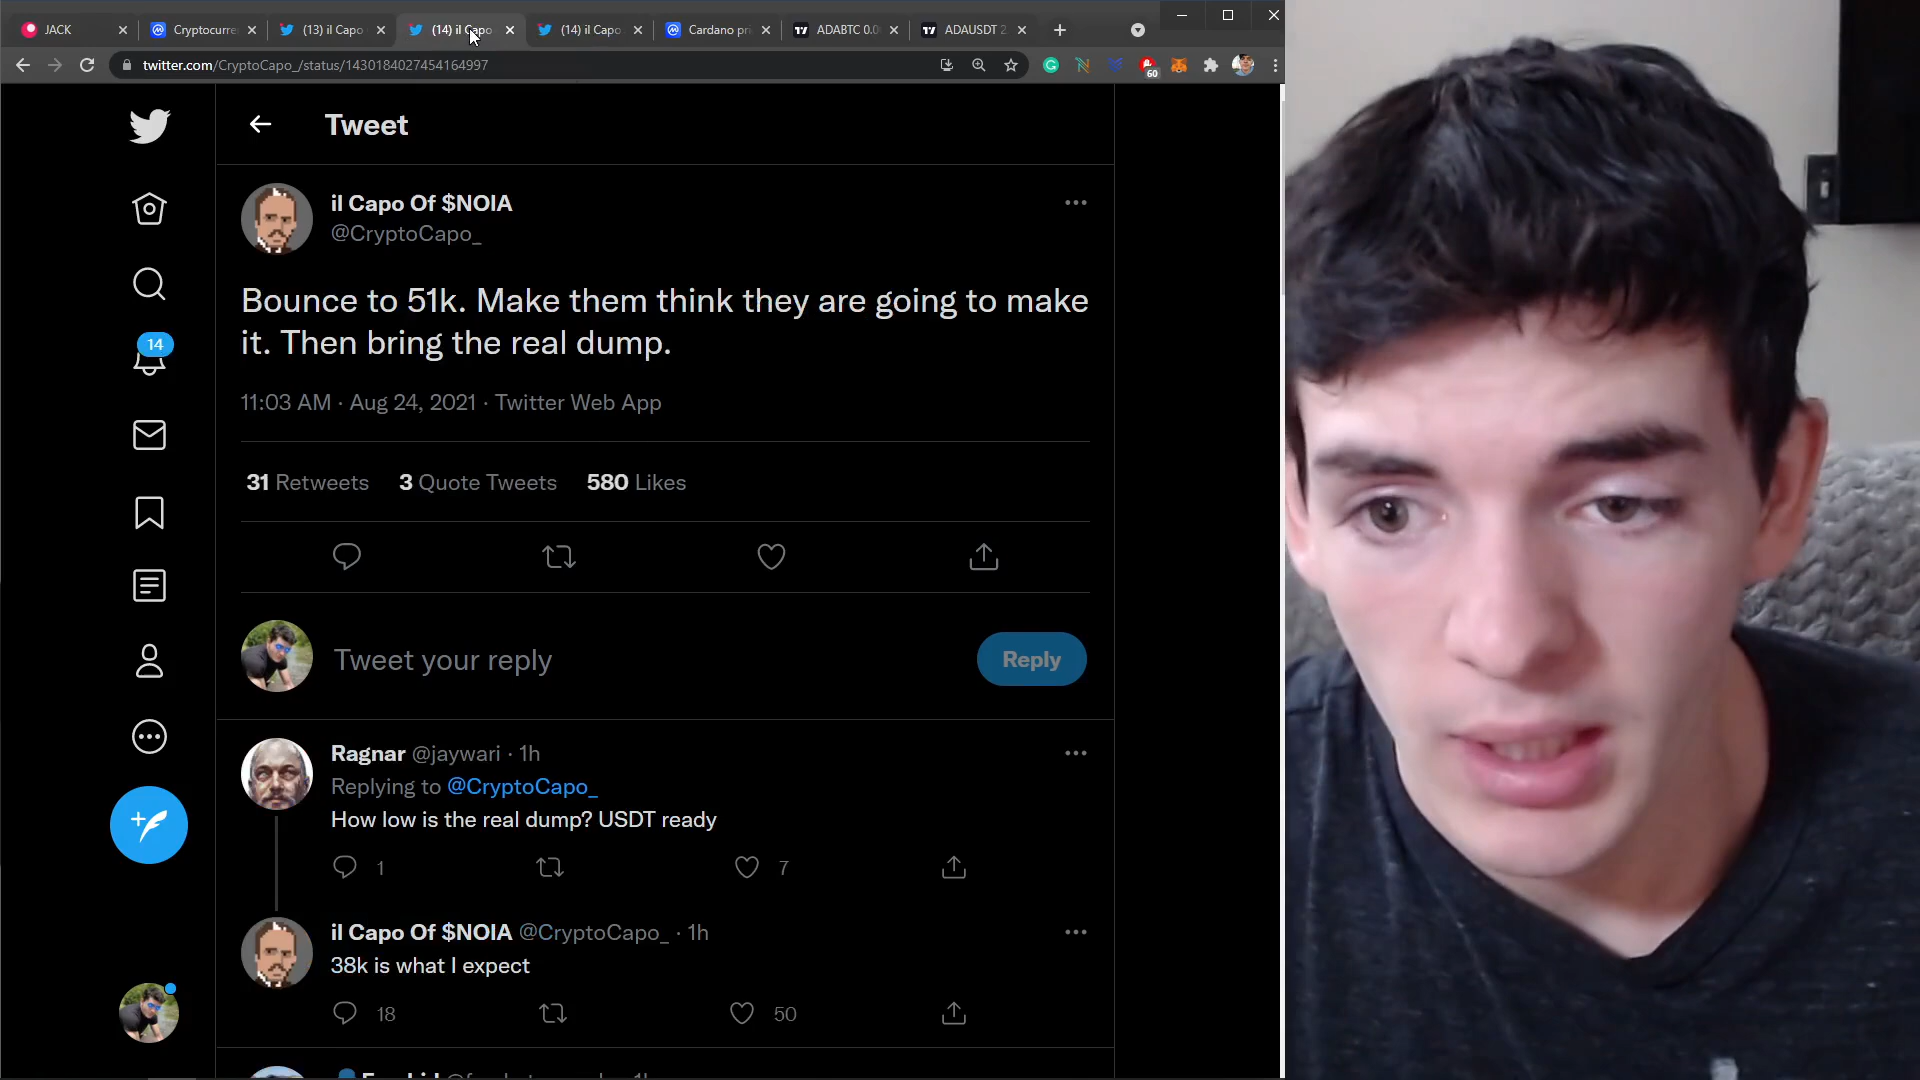 JACK
Cryptocurre
(13) il Capo
(14) il Capo
(14) il Capo
Cardano pri
ADABTC 0.0
ADAUSDT 2
twitter.com/CryptoCapo_/status/1430184027454164997
60
Tweet
il Capo Of $NOIA
@CryptoCapo_
Bounce to 51k. Make them think they are going to make
it. Then bring the real dump.
11:03 AM · Aug 24, 2021 · Twitter Web App
14
31 Retweets 3 Quote Tweets 580 Likes
Tweet your reply
Reply
Ragnar @jaywari · 1h
Replying to @CryptoCapo_
How low is the real dump? USDT ready
1 7
il Capo Of $NOIA @CryptoCapo_ · 1h
38k is what I expect
18 50